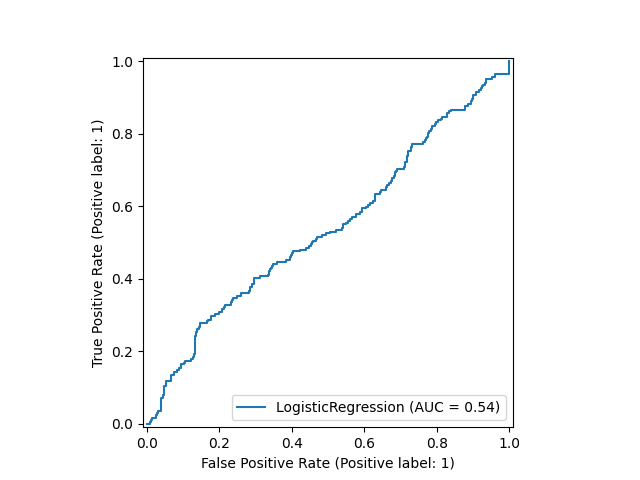 1.0
0.8
0.6
0.4
0.2
0.0
True Positive Rate (Positive label: 1)
LogisticRegression (AUC = 0.54)
0.0 0.2 0.4 0.6 0.8 1.0
False Positive Rate (Positive label: 1)